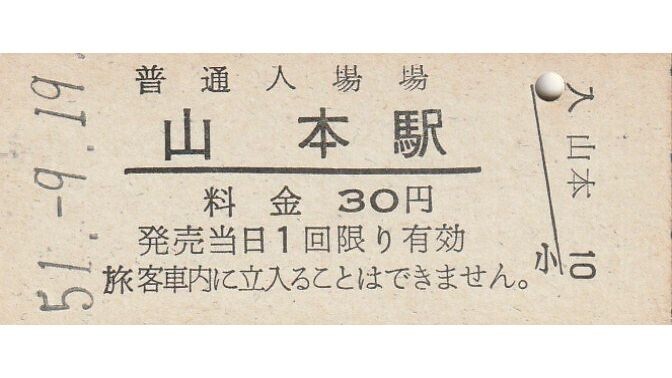 51.-9.19.
普通入場場
山本駅
料金 30円
発売当日1回限り有効
旅客車内に立入ることはできません。
入 山本
小 10